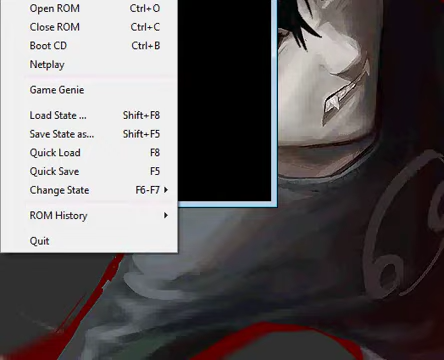 Open ROM Ctrl+O
Close ROM Ctrl+C
Boot CD Ctrl+B
Netplay
Game Genie
Load State ... Shift+F8
Save State as... Shift+F5
Quick Load F8
Quick Save F5
Change State F6-F7
ROM History
Quit
69